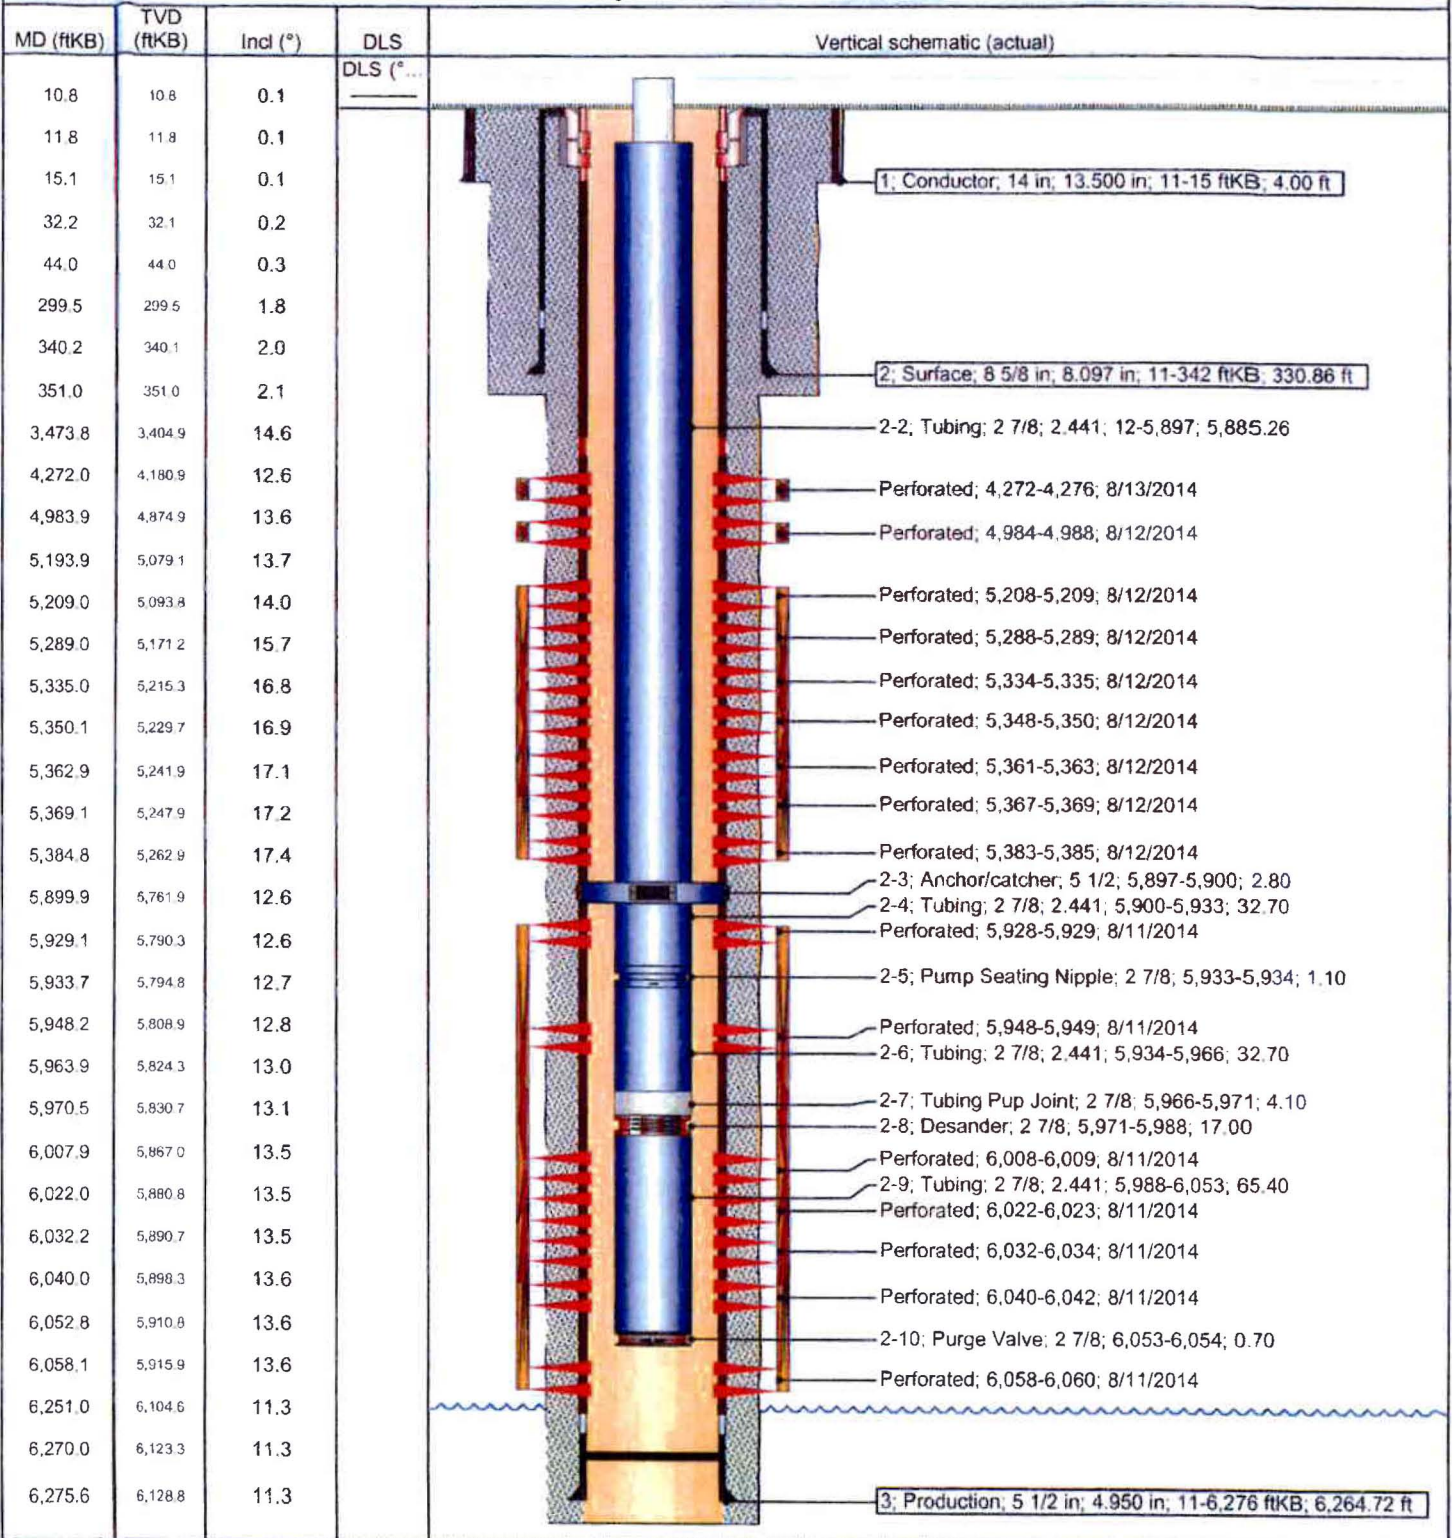 MD (ftKB) TVD (ftKB) Incl (°) DLS Vertical schematic (actual)
DLS (°...
10.8 10.8 0.1
11.8 11.8 0.1
15.1 15.1 0.1
1; Conductor; 14 in; 13.500 in; 11-15 ftKB; 4.00 ft
32.2 32.1 0.2
44.0 44.0 0.3
299.5 299.5 1.8
340.2 340.1 2.0
2; Surface; 8 5/8 in; 8.097 in; 11-342 ftKB; 330.86 ft
351.0 351.0 2.1
2-2; Tubing; 2 7/8; 2.441; 12-5,897; 5,885.26
3,473.8 3,404.9 14.6
4,272.0 4,180.9 12.6
Perforated; 4,272-4,276; 8/13/2014
4,983.9 4,874.9 13.6
Perforated; 4,984-4,988; 8/12/2014
5,193.9 5,079.1 13.7
Perforated; 5,208-5,209; 8/12/2014
5,209.0 5,093.8 14.0
Perforated; 5,288-5,289; 8/12/2014
5,289.0 5,171.2 15.7
Perforated; 5,334-5,335; 8/12/2014
5,335.0 5,215.3 16.8
Perforated; 5,348-5,350; 8/12/2014
5,350.1 5,229.7 16.9
Perforated; 5,361-5,363; 8/12/2014
5,362.9 5,241.9 17.1
Perforated; 5,367-5,369; 8/12/2014
5,369.1 5,247.9 17.2
Perforated; 5,383-5,385; 8/12/2014
5,384.8 5,262.9 17.4
2-3; Anchor/catcher; 5 1/2; 5,897-5,900; 2.80
5,899.9 5,761.9 12.6
2-4; Tubing; 2 7/8; 2.441; 5,900-5,933; 32.70
Perforated; 5,928-5,929; 8/11/2014
5,929.1 5,790.3 12.6
2-5; Pump Seating Nipple; 2 7/8; 5,933-5,934; 1.10
5,933.7 5,794.8 12.7
5,948.2 5,808.9 12.8
Perforated; 5,948-5,949; 8/11/2014
2-6; Tubing; 2 7/8; 2.441; 5,934-5,966; 32.70
5,963.9 5,824.3 13.0
2-7; Tubing Pup Joint; 2 7/8; 5,966-5,971; 4.10
5,970.5 5,830.7 13.1
2-8; Desander; 2 7/8; 5,971-5,988; 17.00
6,007.9 5,867.0 13.5
Perforated; 6,008-6,009; 8/11/2014
2-9; Tubing; 2 7/8; 2.441; 5,988-6,053; 65.40
6,022.0 5,880.8 13.5
Perforated; 6,022-6,023; 8/11/2014
6,032.2 5,890.7 13.5
Perforated; 6,032-6,034; 8/11/2014
6,040.0 5,898.3 13.6
Perforated; 6,040-6,042; 8/11/2014
6,052.8 5,910.8 13.6
2-10; Purge Valve; 2 7/8; 6,053-6,054; 0.70
6,058.1 5,915.9 13.6
Perforated; 6,058-6,060; 8/11/2014
6,251.0 6,104.6 11.3
6,270.0 6,123.3 11.3
6,275.6 6,128.8 11.3
3; Production; 5 1/2 in; 4.950 in; 11-6,276 ftKB; 6,264.72 ft